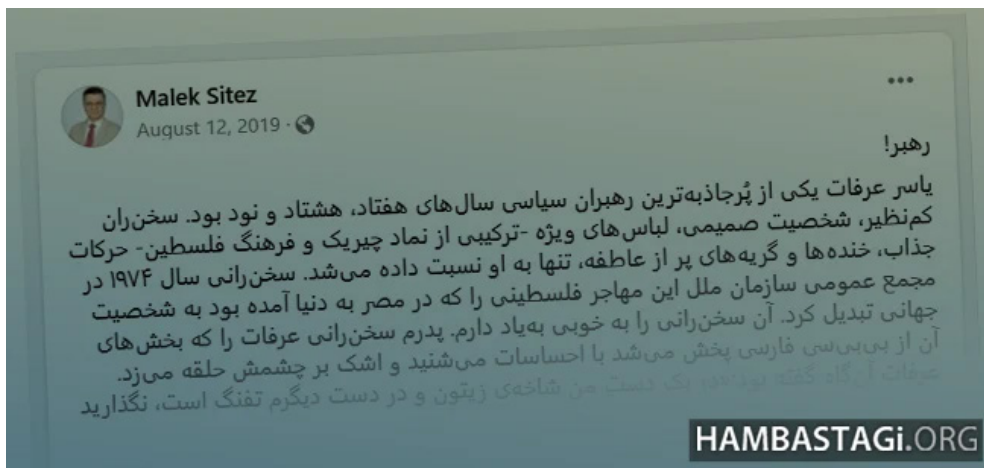 Malek Sitez
August 12, 2019
رهبر!
یاسر عرفات یکی از پُرجاذبه‌ترین رهبران سیاسی سال‌های هفتاد، هشتاد و نود بود. سخن‌ران
کم‌نظیر، شخصیت صمیمی، لباس‌های ویژه -ترکیبی از نماد چیریک و فرهنگ فلسطین- حرکات
جذاب، خنده‌ها و گریه‌های پر از عاطفه، تنها به او نسبت داده می‌شد. سخن‌رانی سال ۱۹۷۴ در
مجمع عمومی سازمان ملل این مهاجر فلسطینی را که در مصر به دنیا آمده بود به شخصیت
جهانی تبدیل کرد. آن سخن‌رانی را به خوبی به‌یاد دارم. پدرم سخن‌رانی عرفات را که بخش‌های
آن از بی‌بی‌سی فارسی پخش می‌شد با احساسات می‌شنید و اشک بر چشمش حلقه می‌زد.
عرفات آن‌گاه گفته بود: «در یک دست من شاخه‌ی زیتون و در دست دیگرم تفنگ است، نگذارید
HAMBASTAGi.ORG